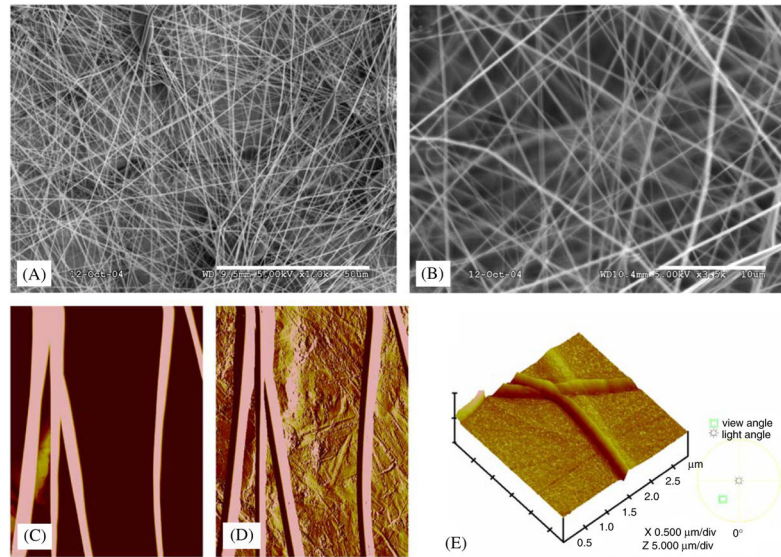 (A)
12-Oct-04 WD 9.5mm 5.00kV x1.0k 50um
(B)
12-Oct-04 WD10.4mm 5.00kV x3.5k 10um
(C)
(D)
(E)
view angle
light angle
μm
2.5
2.0
1.5
1.0
0.5
X 0.500 μm/div
Z 5.000 μm/div
0°